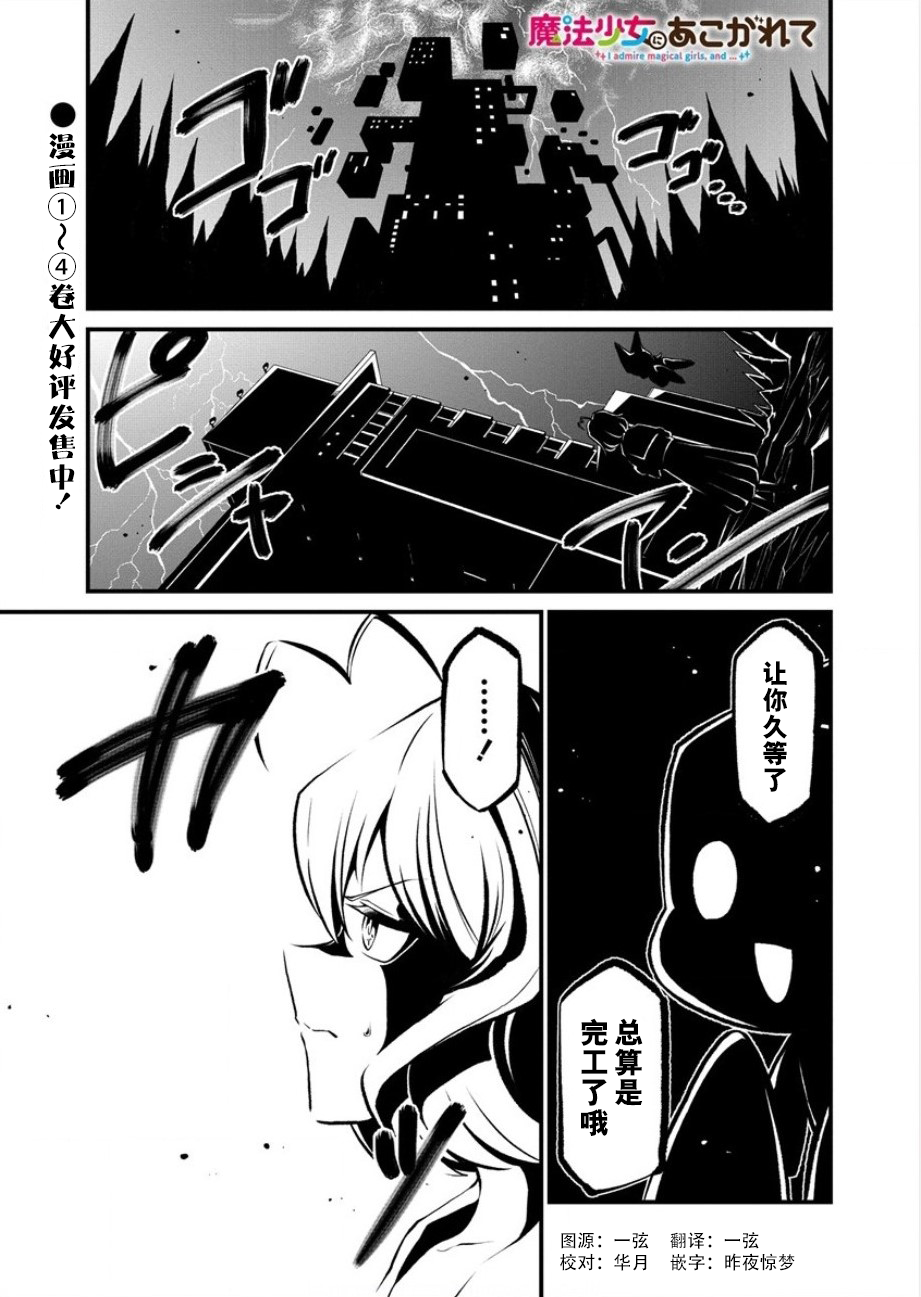 魔法少女にあこがれて
I admire magical girls, and ...
●漫画①～④卷大好评发售中！
ゴゴゴ
ゴゴ…
ピシャァン
让你久等了
总算是
完工了哦
……！
カッ
图源：一弦 翻译：一弦
校对：华月 嵌字：昨夜惊梦